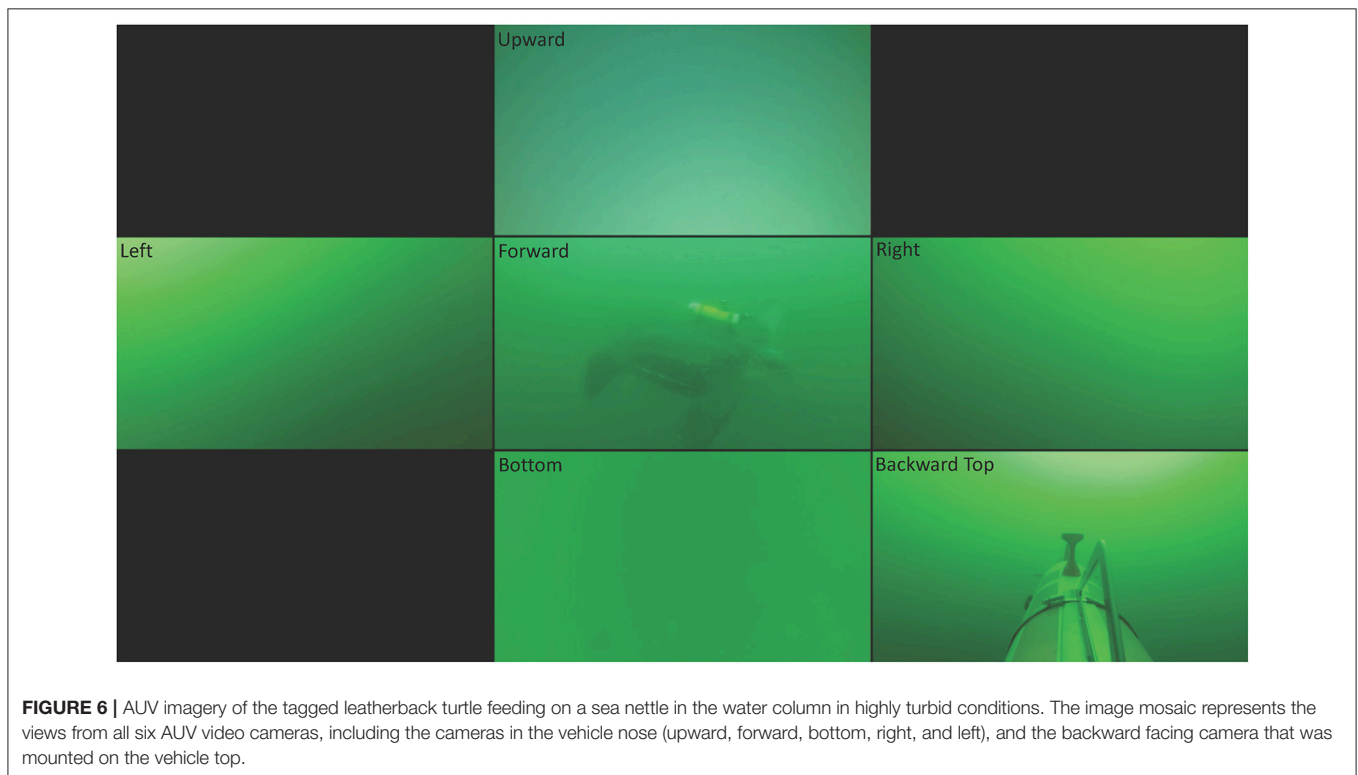 Upward
Left
Forward
Right
Bottom
Backward Top
FIGURE 6 | AUV imagery of the tagged leatherback turtle feeding on a sea nettle in the water column in highly turbid conditions. The image mosaic represents the
views from all six AUV video cameras, including the cameras in the vehicle nose (upward, forward, bottom, right, and left), and the backward facing camera that was
mounted on the vehicle top.